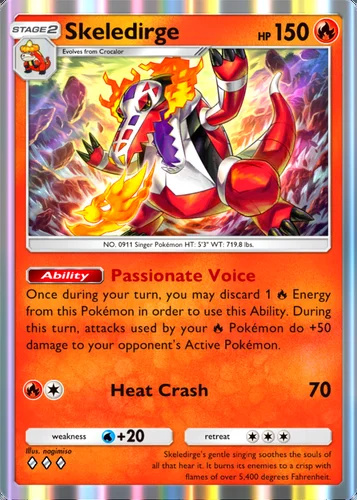 STAGE 2 Skeledirge HP 150
Evolves from Crocalor
NO. 0911 Singer Pokémon HT: 5'3" WT: 719.8 lbs.
Ability Passionate Voice
Once during your turn, you may discard 1 Energy
from this Pokémon in order to use this Ability. During
this turn, attacks used by your Pokémon do +50
damage to your opponent's Active Pokémon.
Heat Crash 70
weakness +20 retreat
Illus. nagimiso
Skeledirge's gentle singing soothes the souls of
all that hear it. It burns its enemies to a crisp with
flames of over 5,400 degrees Fahrenheit.